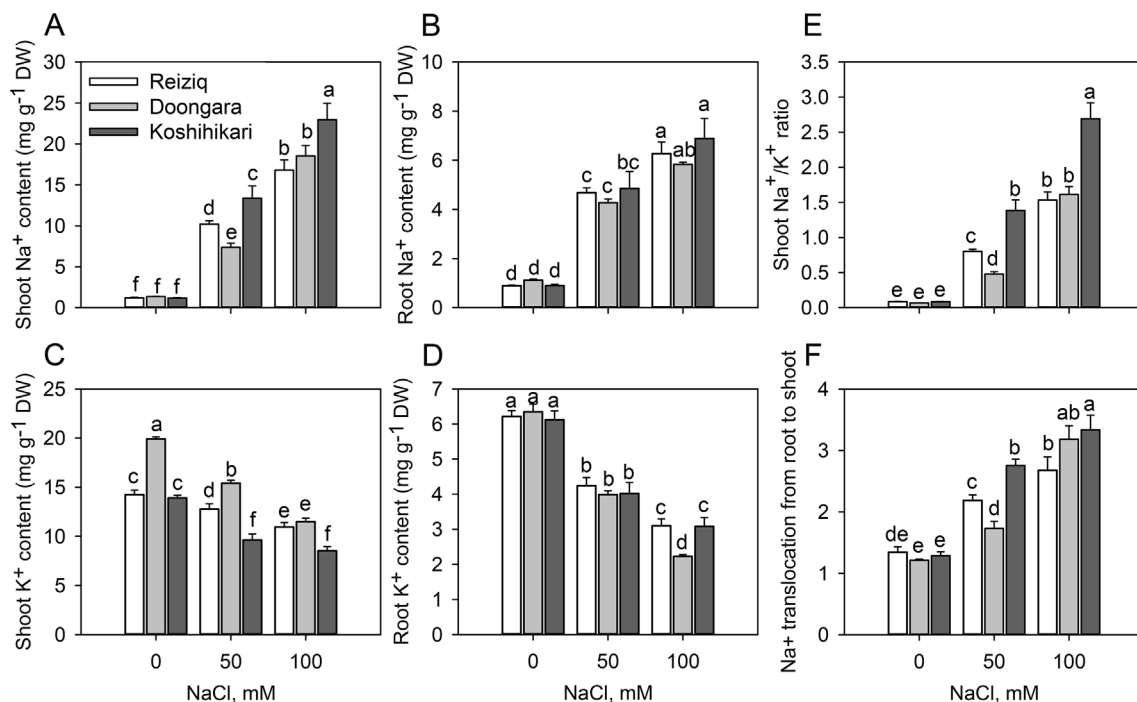 A
Shoot Na⁺ content (mg g⁻¹ DW)
30
25
20
15
10
5
0
Reiziq
Doongara
Koshihikari
f f f
d e c
b b a
B
Root Na⁺ content (mg g⁻¹ DW)
10
8
6
4
2
0
d d d
c c bc
a ab a
E
Shoot Na⁺/K⁺ ratio
3.5
3.0
2.5
2.0
1.5
1.0
0.5
0.0
e e e
c d b
b b a
C
Shoot K⁺ content (mg g⁻¹ DW)
25
20
15
10
5
0
c a c
d b f
e e f
0 50 100
NaCl, mM
D
Root K⁺ content (mg g⁻¹ DW)
7
6
5
4
3
2
1
0
a a a
b b b
c d c
0 50 100
NaCl, mM
F
Na+ translocation from root to shoot
4
3
2
1
0
de e e
c d b
b ab a
0 50 100
NaCl, mM